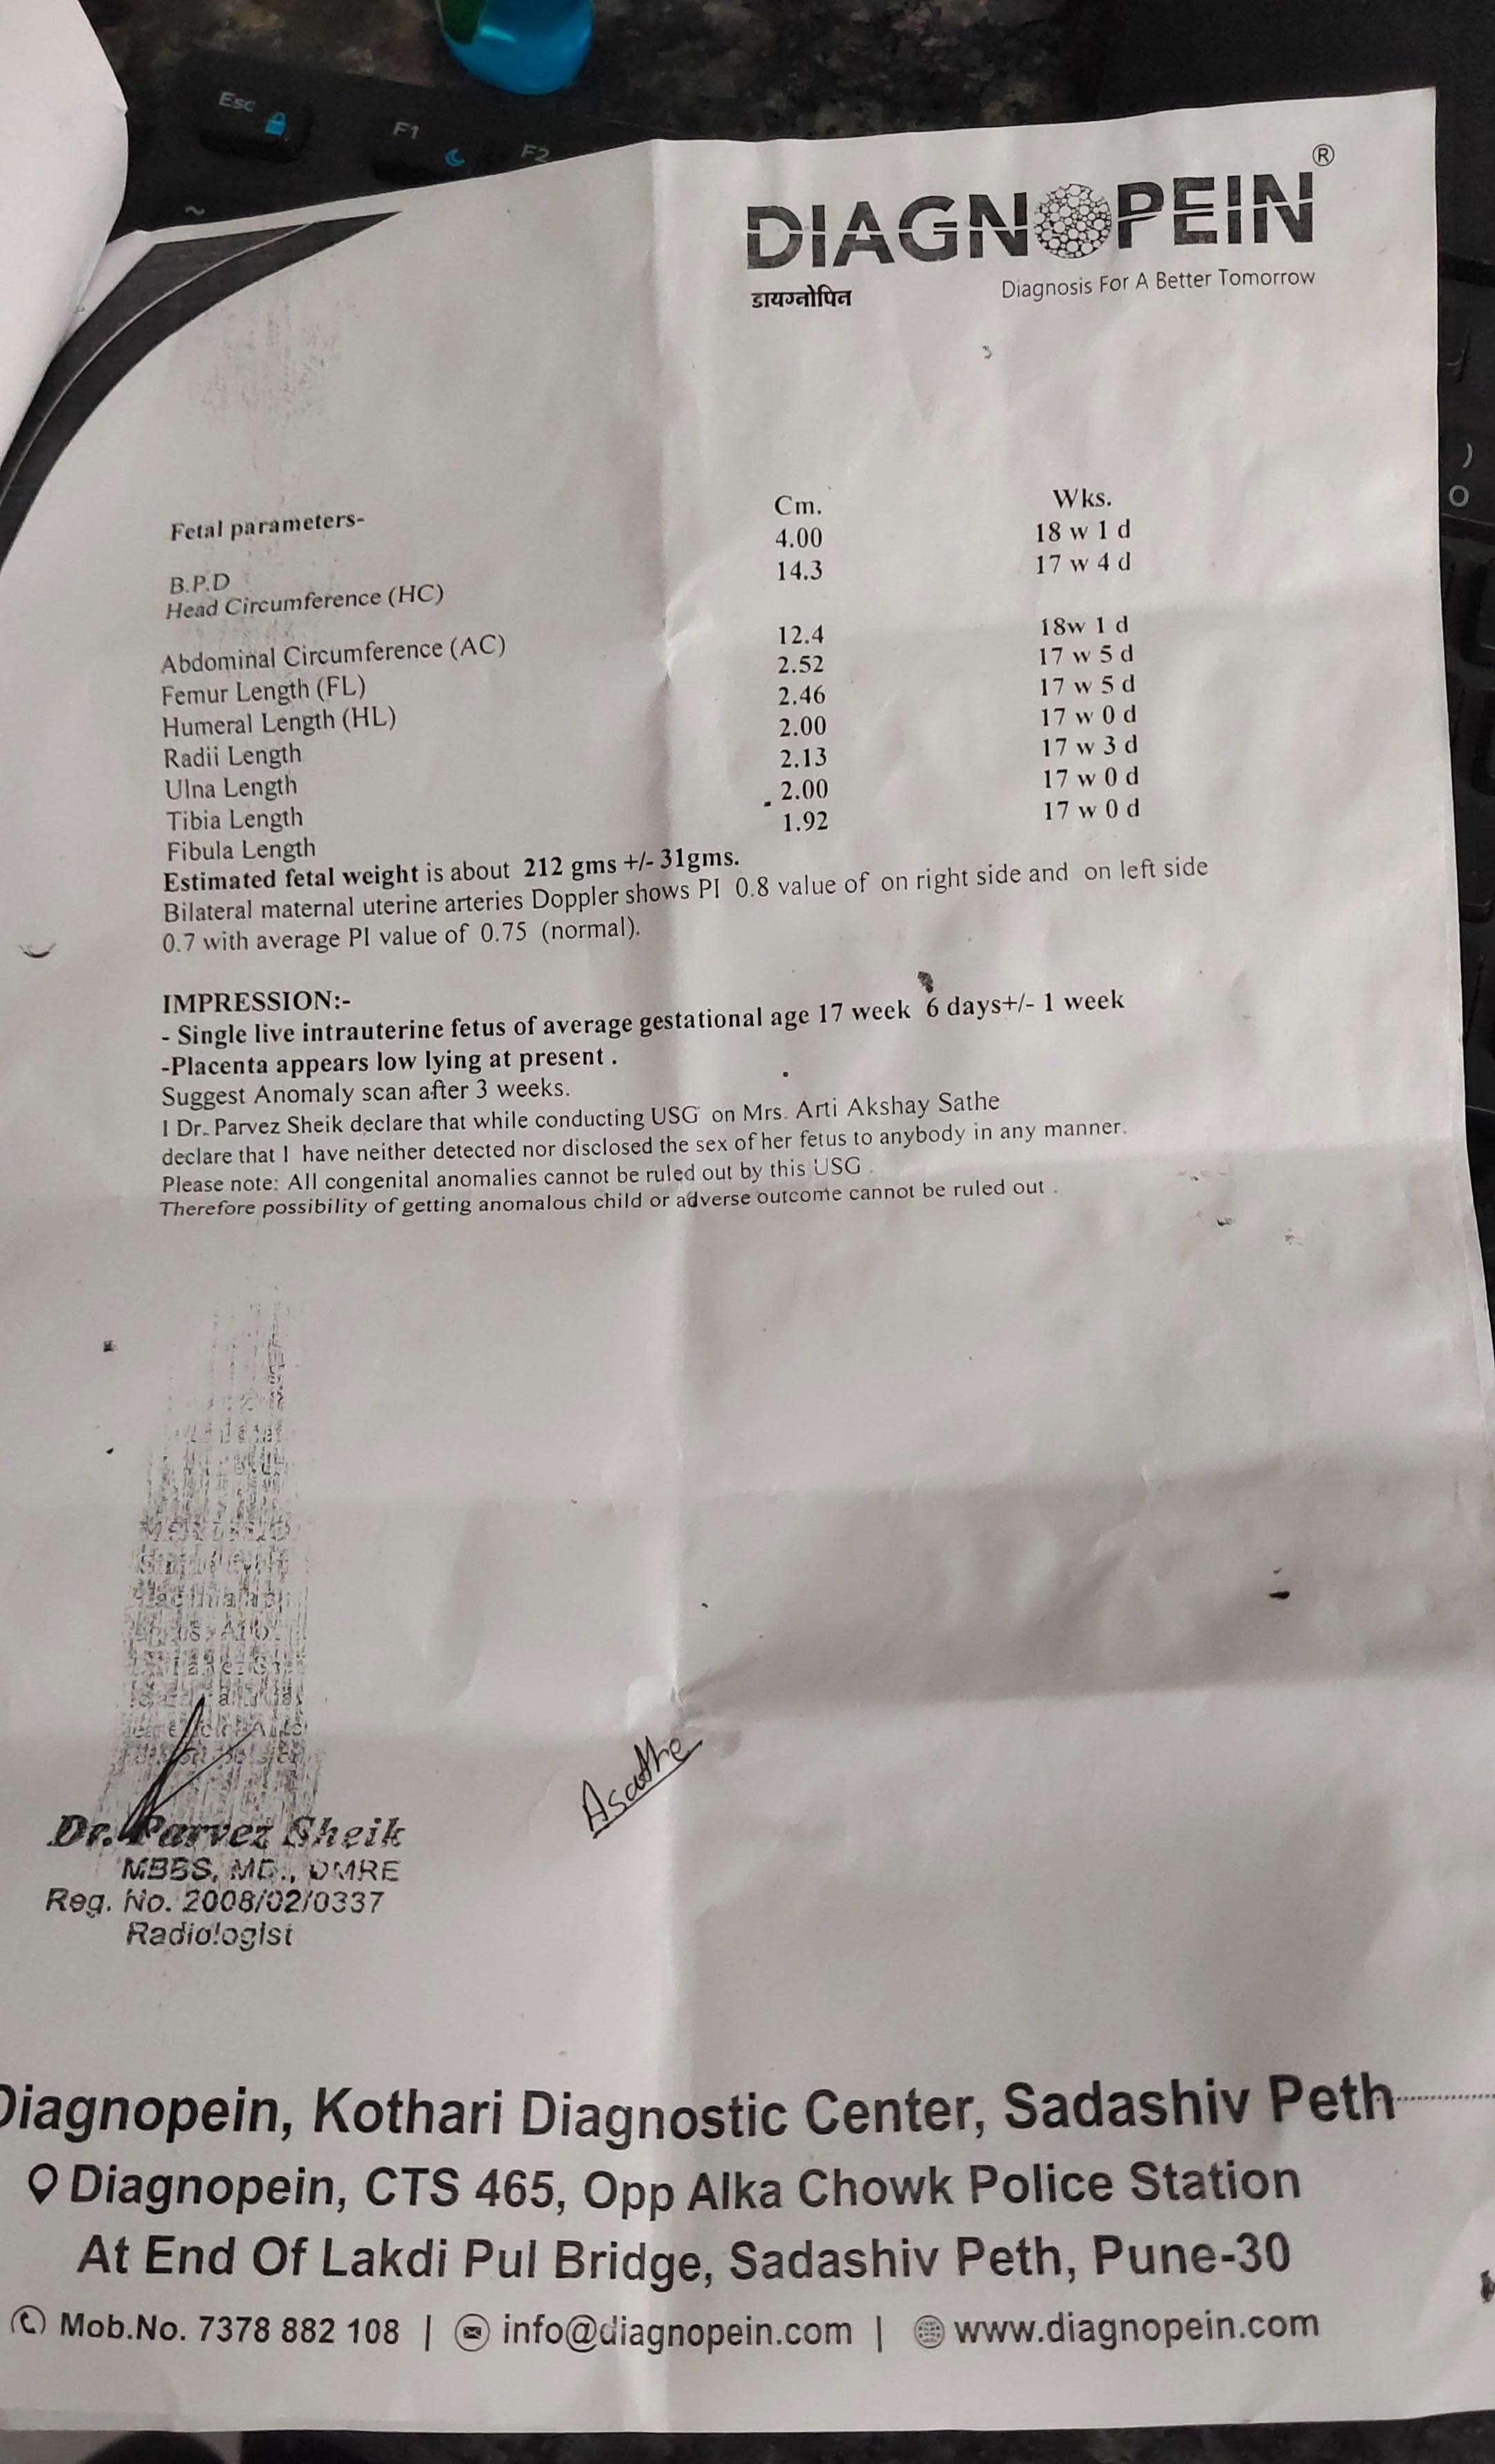 Esc
F1
F2
~
DIAGNOPEIN®
डायग्नोपिन
Diagnosis For A Better Tomorrow
Fetal parameters- Cm. Wks.
B.P.D 4.00 18 w 1 d
Head Circumference (HC) 14.3 17 w 4 d
Abdominal Circumference (AC) 12.4 18w 1 d
Femur Length (FL) 2.52 17 w 5 d
Humeral Length (HL) 2.46 17 w 5 d
Radii Length 2.00 17 w 0 d
Ulna Length 2.13 17 w 3 d
Tibia Length 2.00 17 w 0 d
Fibula Length 1.92 17 w 0 d
Estimated fetal weight is about 212 gms +/- 31gms.
Bilateral maternal uterine arteries Doppler shows PI 0.8 value of on right side and on left side
0.7 with average PI value of 0.75 (normal).
IMPRESSION:-
- Single live intrauterine fetus of average gestational age 17 week 6 days+/- 1 week
-Placenta appears low lying at present .
Suggest Anomaly scan after 3 weeks.
I Dr. Parvez Sheik declare that while conducting USG on Mrs. Arti Akshay Sathe
declare that I have neither detected nor disclosed the sex of her fetus to anybody in any manner.
Please note: All congenital anomalies cannot be ruled out by this USG .
Therefore possibility of getting anomalous child or adverse outcome cannot be ruled out .
Asathe
Dr. Parvez Sheik
MBBS, MD., DMRE
Reg. No. 2008/02/0337
Radiologist
Diagnopein, Kothari Diagnostic Center, Sadashiv Peth
Diagnopein, CTS 465, Opp Alka Chowk Police Station
At End Of Lakdi Pul Bridge, Sadashiv Peth, Pune-30
Mob.No. 7378 882 108 | info@diagnopein.com | www.diagnopein.com